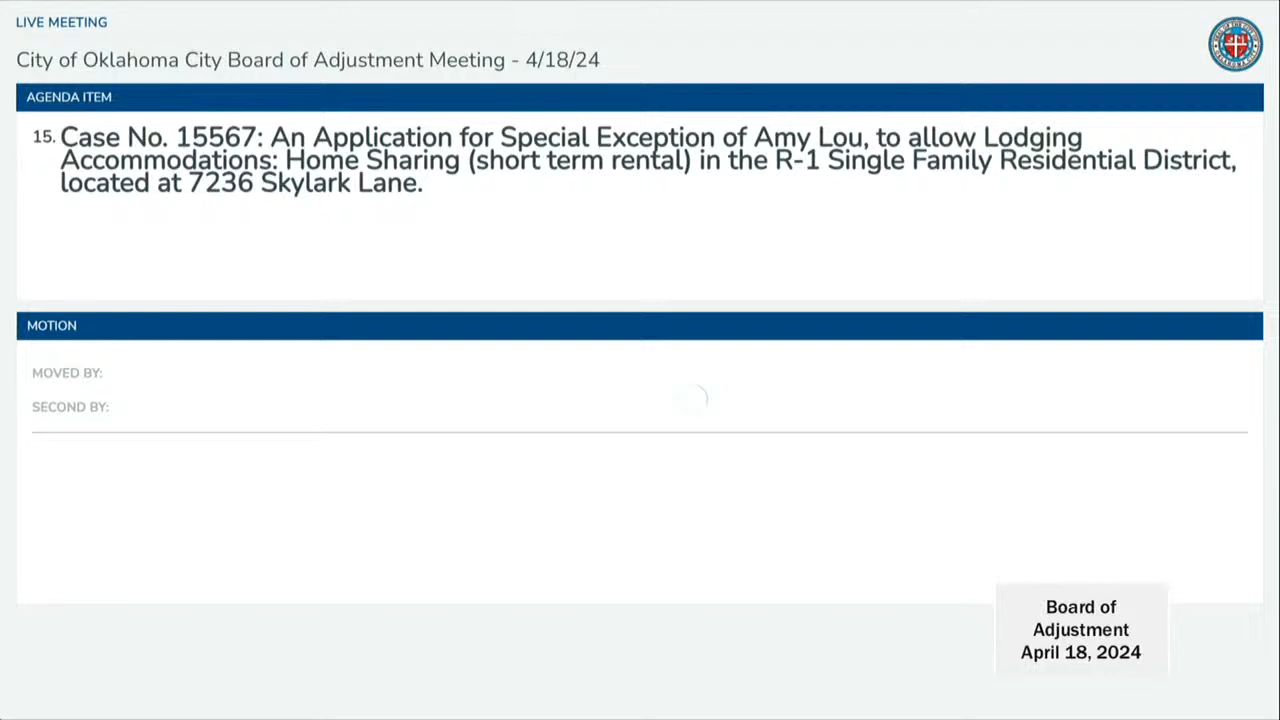 LIVE MEETING
City of Oklahoma City Board of Adjustment Meeting - 4/18/24
AGENDA ITEM
15. Case No. 15567: An Application for Special Exception of Amy Lou, to allow Lodging
Accommodations: Home Sharing (short term rental) in the R-1 Single Family Residential District,
located at 7236 Skylark Lane.
MOTION
MOVED BY:
SECOND BY:
Board of
Adjustment
April 18, 2024